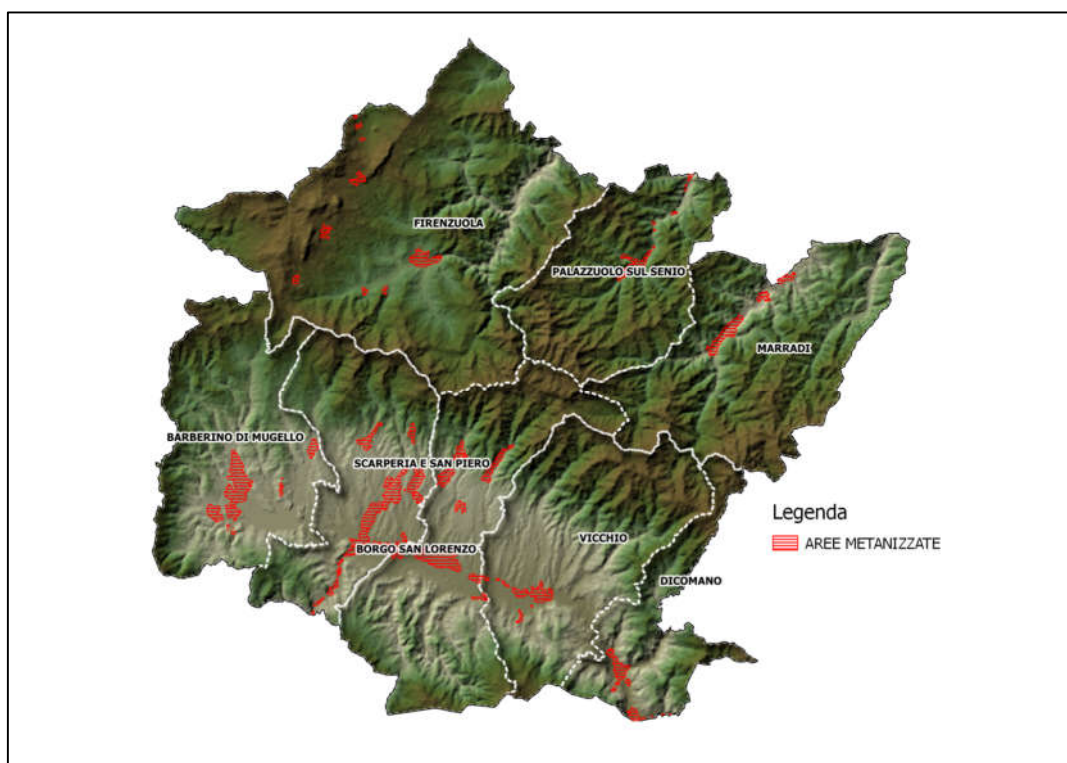 FIRENZUOLA
PALAZZUOLO SUL SENIO
MARRADI
BARBERINO DI MUGELLO
SCARPERIA E SAN PIERO
BORGO SAN LORENZO
VICCHIO
DICOMANO
Legenda
AREE METANIZZATE